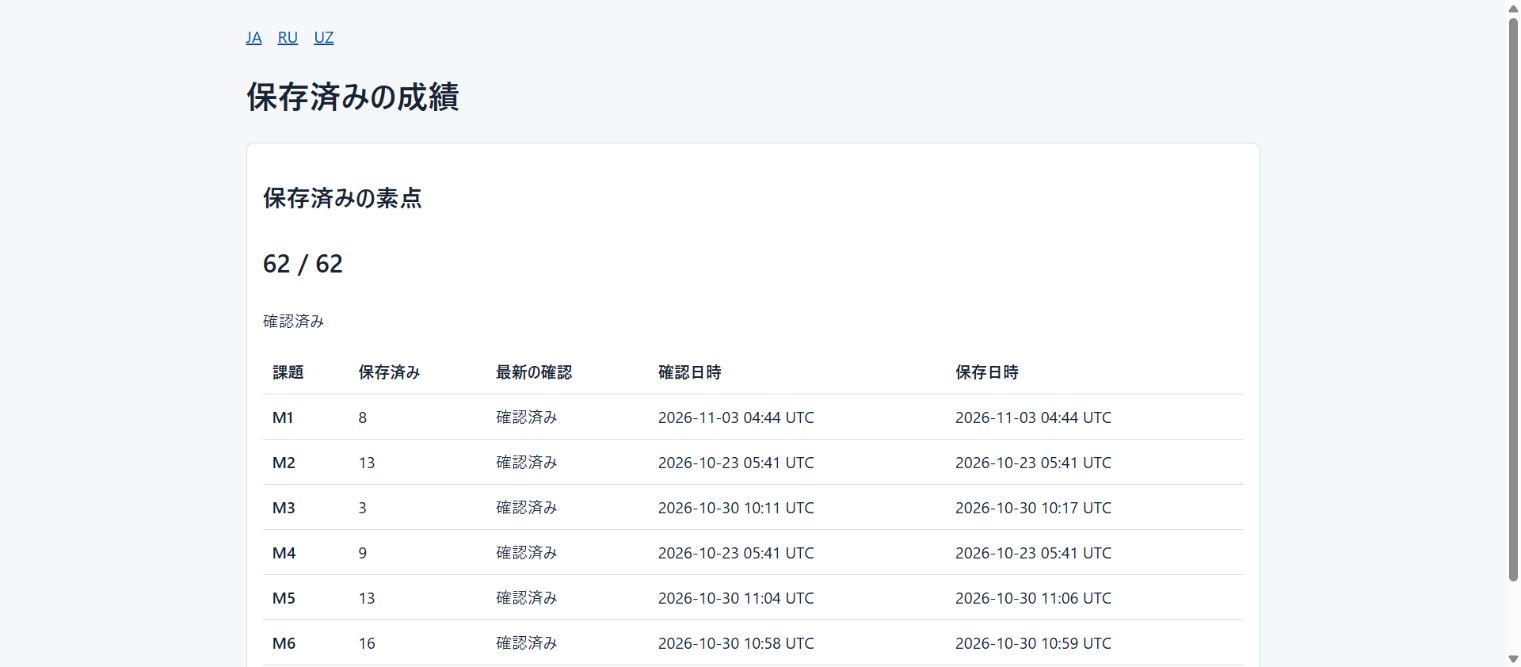 JA RU UZ
保存済みの成績
保存済みの素点
62 / 62
確認済み
課題 保存済み 最新の確認 確認日時 保存日時
M1 8 確認済み 2026-11-03 04:44 UTC 2026-11-03 04:44 UTC
M2 13 確認済み 2026-10-23 05:41 UTC 2026-10-23 05:41 UTC
M3 3 確認済み 2026-10-30 10:11 UTC 2026-10-30 10:17 UTC
M4 9 確認済み 2026-10-23 05:41 UTC 2026-10-23 05:41 UTC
M5 13 確認済み 2026-10-30 11:04 UTC 2026-10-30 11:06 UTC
M6 16 確認済み 2026-10-30 10:58 UTC 2026-10-30 10:59 UTC